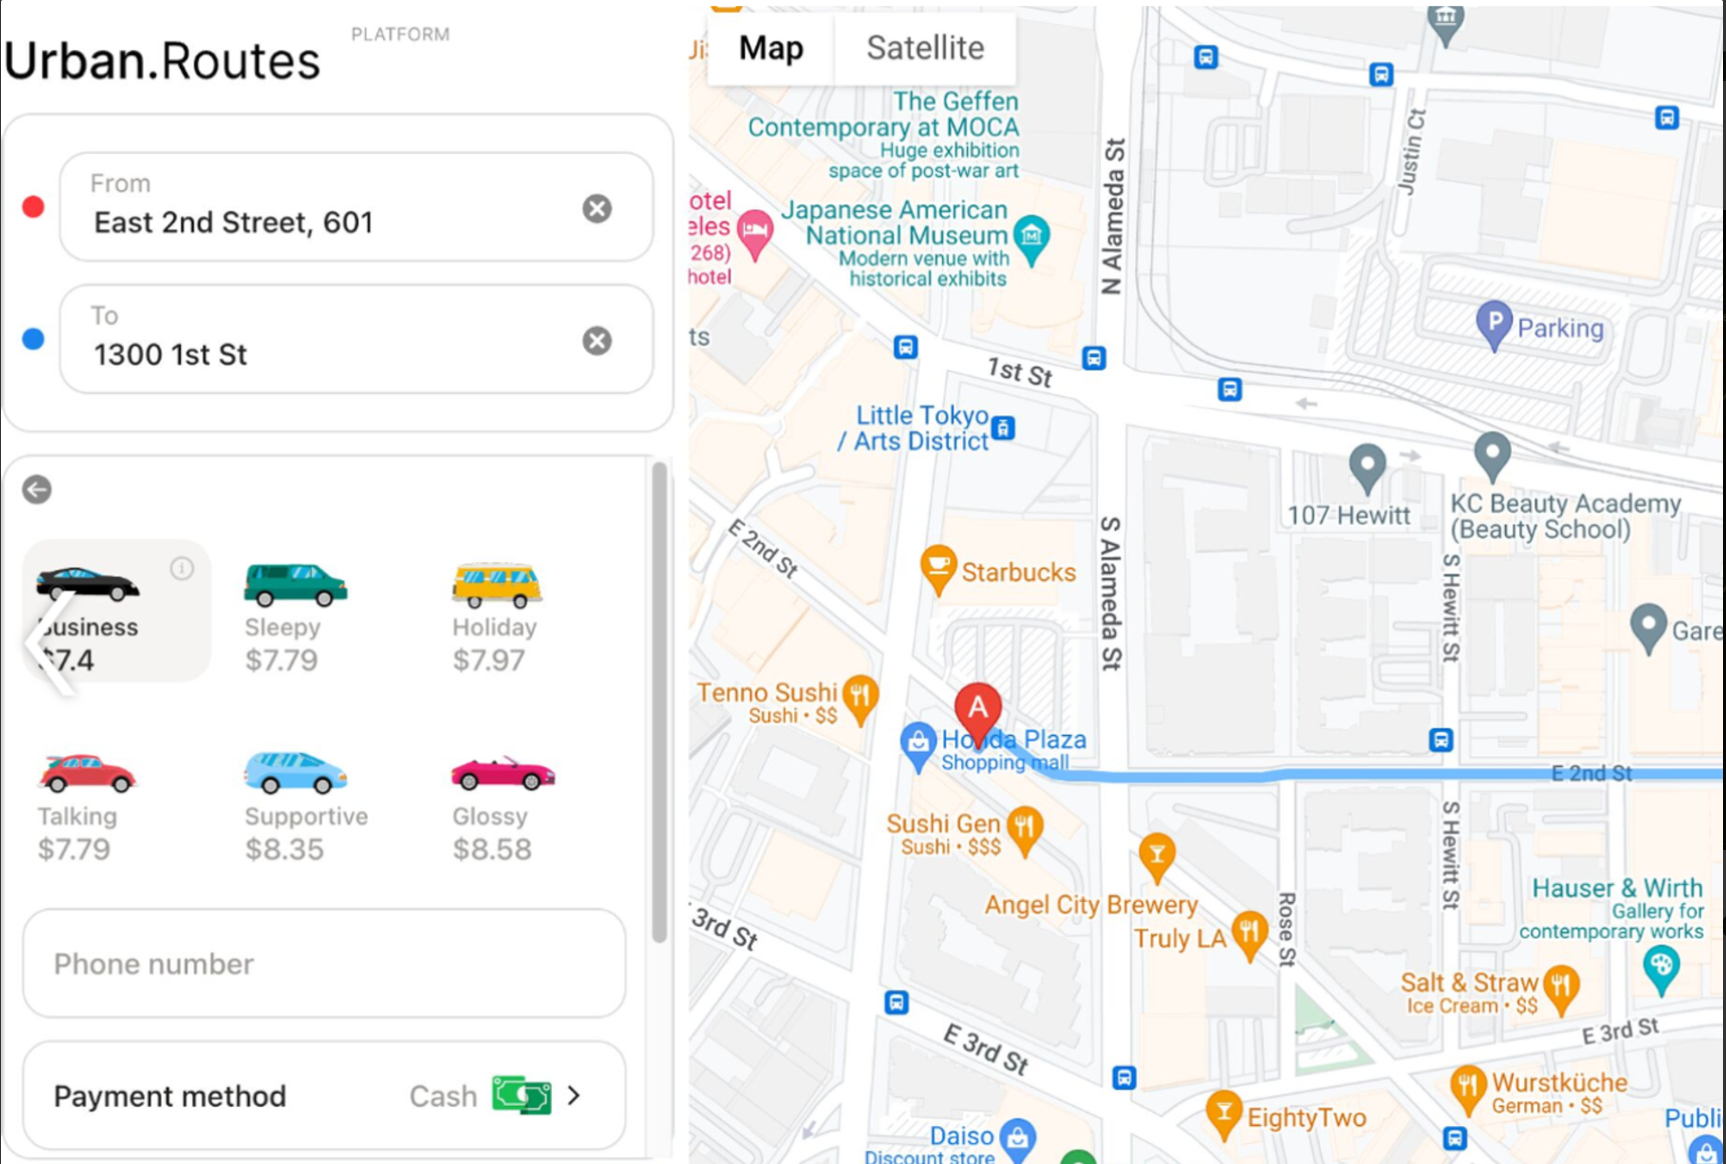 PLATFORM
Urban.Routes
From
East 2nd Street, 601
To
1300 1st St
Business
$7.4
Sleepy
$7.79
Holiday
$7.97
Talking
$7.79
Supportive
$8.35
Glossy
$8.58
Phone number
Payment method
Cash
Map
Satellite
The Geffen
Contemporary at MOCA
Huge exhibition
space of post-war art
Japanese American
National Museum
Modern venue with
historical exhibits
otel
eles
268)
hotel
ts
N Alameda St
Justin Ct
P
Parking
1st St
Little Tokyo
/ Arts District
107 Hewitt
KC Beauty Academy
(Beauty School)
E 2nd St
Starbucks
S Alameda St
S Hewitt St
Gare
Tenno Sushi
Sushi • $$
A
Honda Plaza
Shopping mall
E 2nd St
Sushi Gen
Sushi • $$$
S Hewitt St
Angel City Brewery
Truly LA
Rose St
Hauser & Wirth
Gallery for
contemporary works
3rd St
Salt & Straw
Ice Cream • $$
E 3rd St
E 3rd St
Wurstküche
German • $$
EightyTwo
Publi
Daiso
Discount store